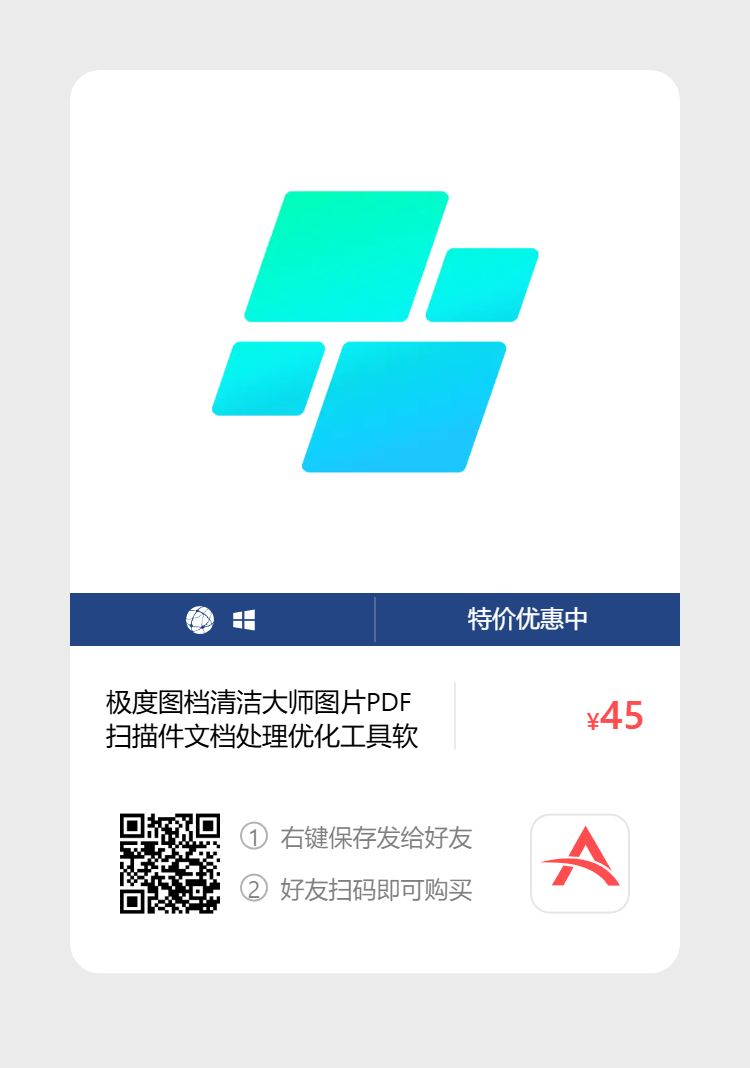 特价优惠中
极度图档清洁大师图片PDF
扫描件文档处理优化工具软
¥45
① 右键保存发给好友
② 好友扫码即可购买